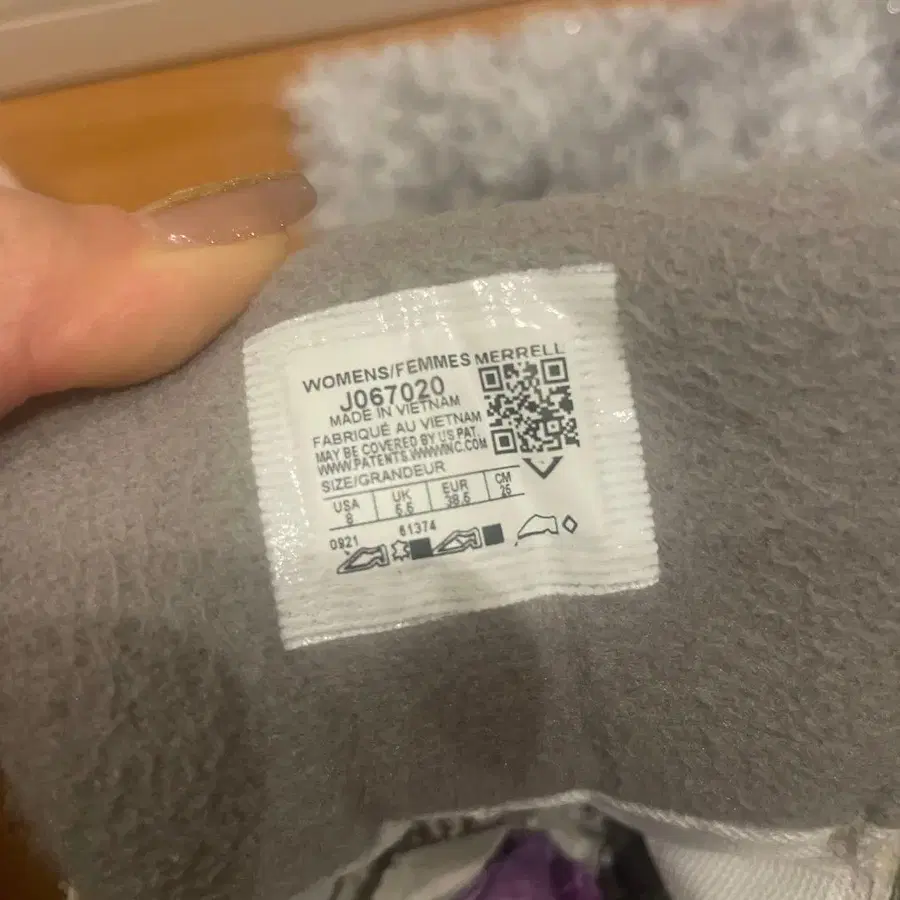 WOMENS/FEMMES MERRELL
J067020
MADE IN VIETNAM
FABRIQUÉ AU VIETNAM
MAY BE COVERED BY US PAT.
WWW.PATENTS.WWWINC.COM
SIZE/GRANDEUR
USA UK EUR CM
8 5.5 38.5 25
0921 61374